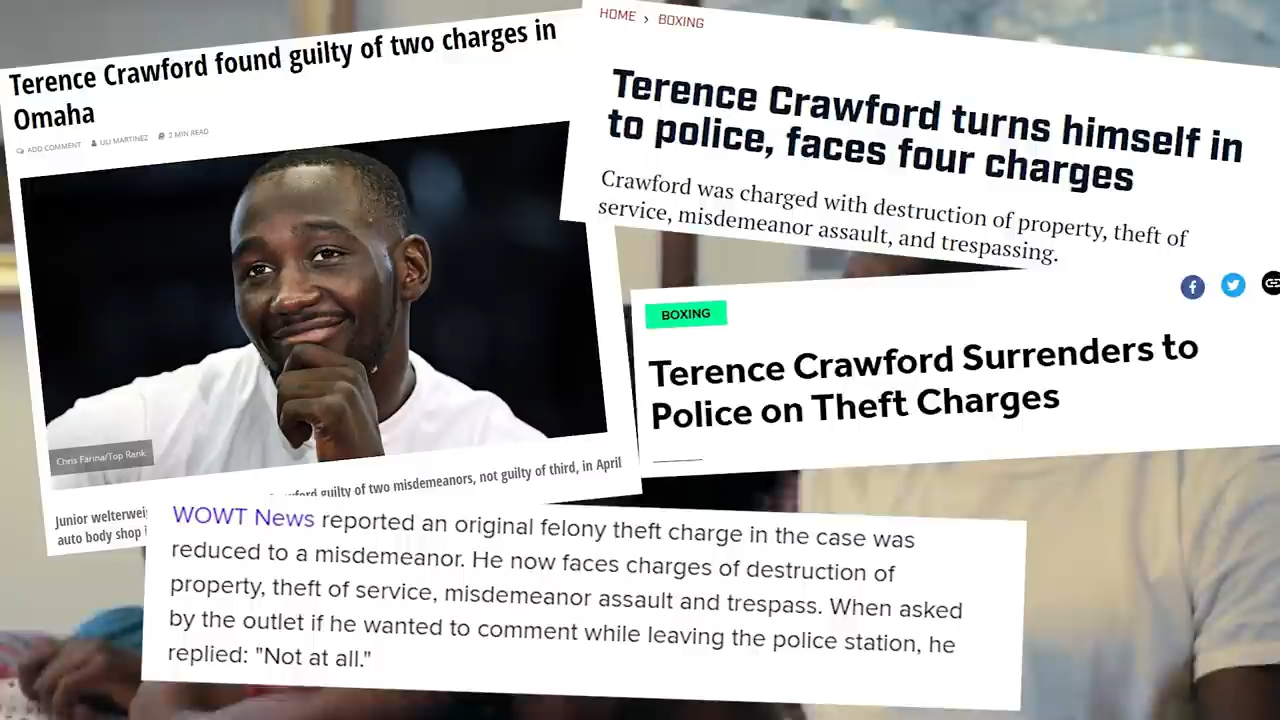 Terence Crawford found guilty of two charges in
Omaha
ADD COMMENT ULI MARTINEZ 2 MIN READ
Chris Farina/Top Rank
guilty of two misdemeanors, not guilty of third, in April
Junior
auto body shop
HOME › BOXING
Terence Crawford turns himself in
to police, faces four charges
Crawford was charged with destruction of property, theft of
service, misdemeanor assault, and trespassing.
BOXING
Terence Crawford Surrenders to
Police on Theft Charges
WOWT News reported an original felony theft charge in the case was
reduced to a misdemeanor. He now faces charges of destruction of
property, theft of service, misdemeanor assault and trespass. When asked
by the outlet if he wanted to comment while leaving the police station, he
replied: "Not at all."